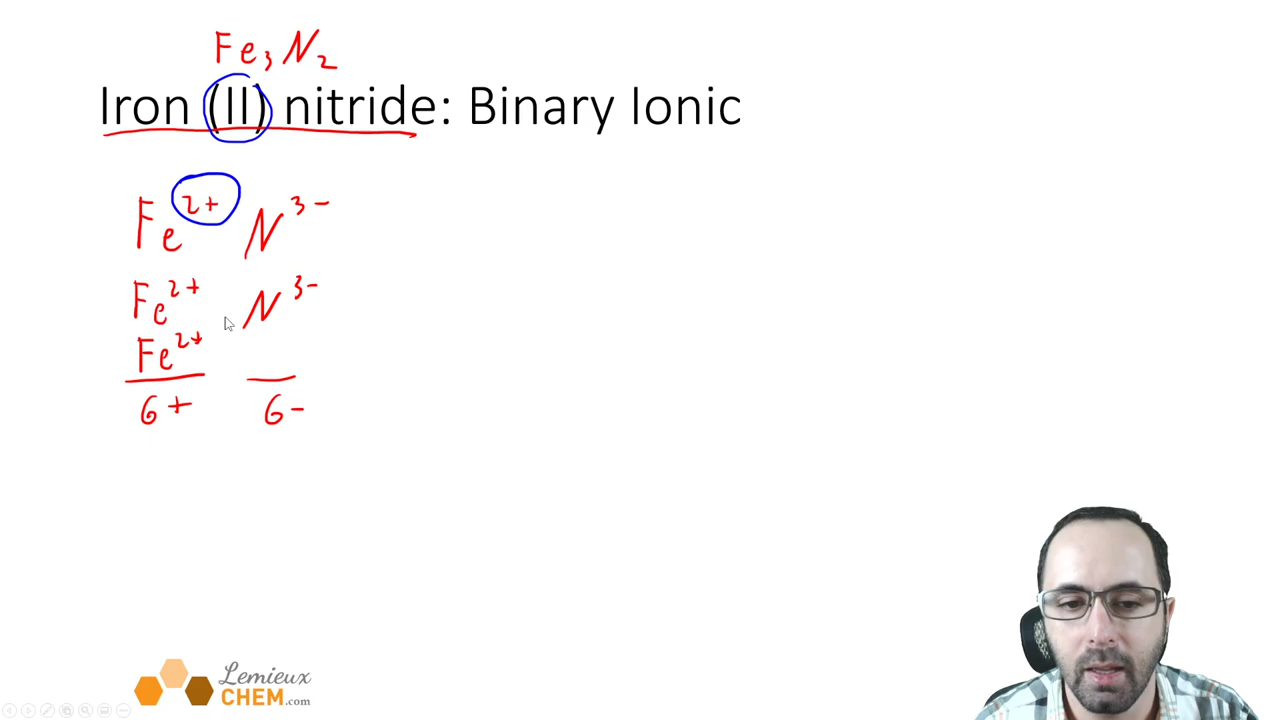 Fe₃N₂
Iron (II) nitride: Binary Ionic
Fe²⁺ N³⁻
Fe²⁺ N³⁻
Fe²⁺
6+ 6-
Lemieux
CHEM.com